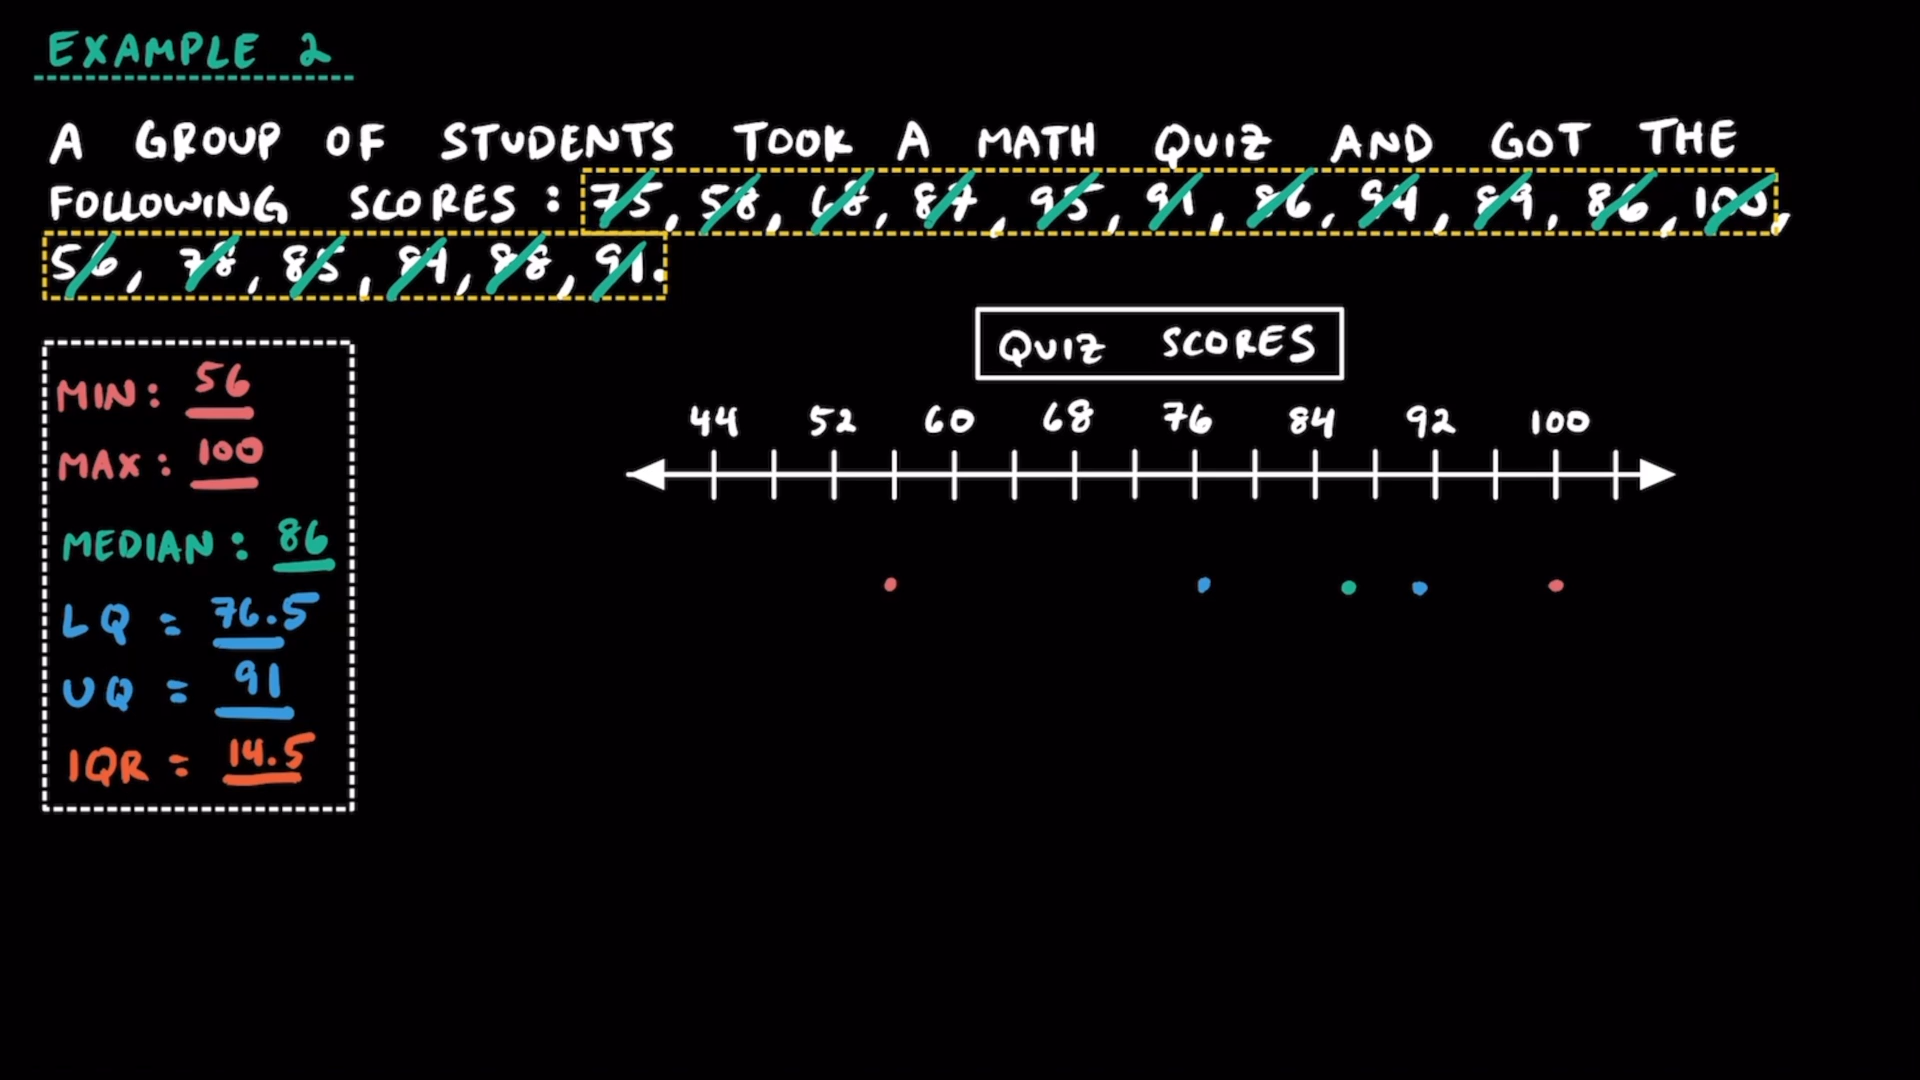 EXAMPLE 2
A GROUP OF STUDENTS TOOK A MATH QUIZ AND GOT THE
FOLLOWING SCORES: 75, 58, 68, 87, 95, 91, 86, 94, 89, 86, 100,
56, 78, 85, 84, 88, 91.
QUIZ SCORES
44 52 60 68 76 84 92 100
MIN: 56
MAX: 100
MEDIAN: 86
LQ = 76.5
UQ = 91
IQR = 14.5